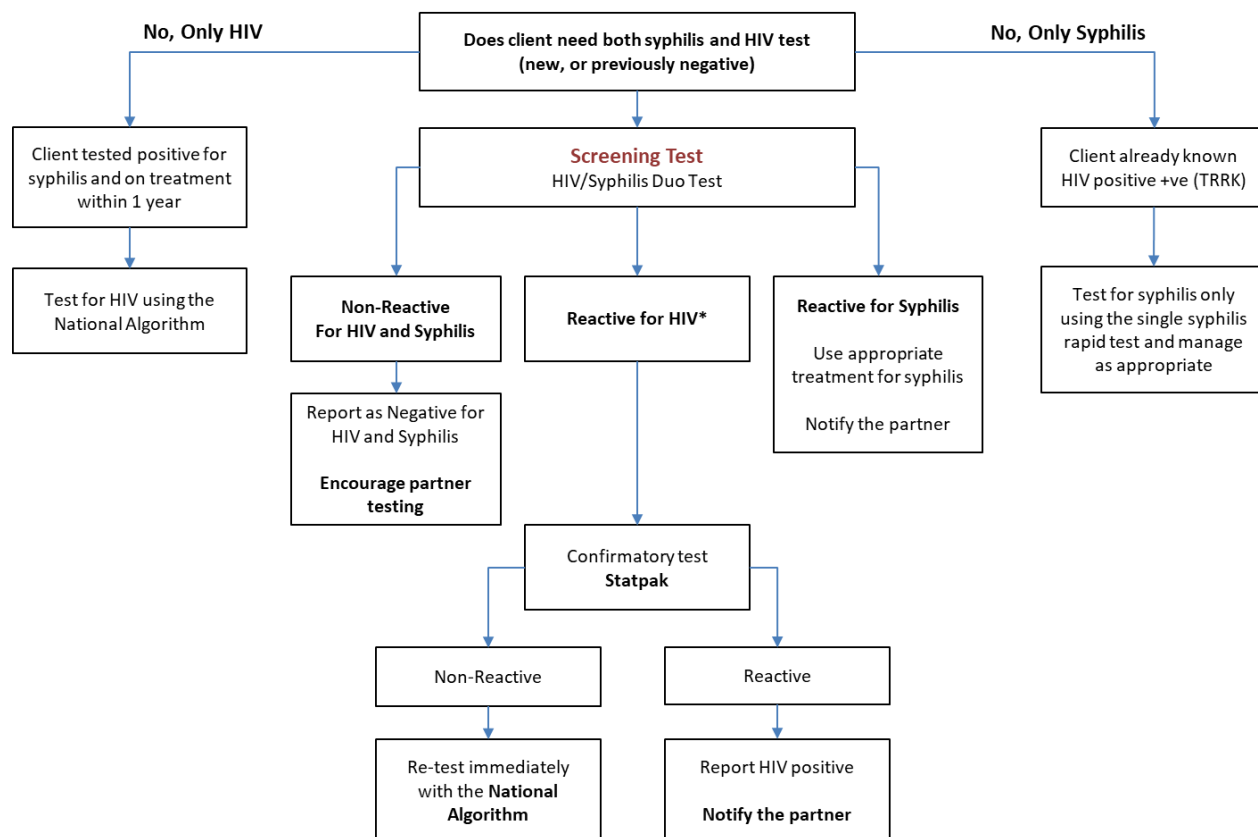 No, Only HIV
Does client need both syphilis and HIV test
(new, or previously negative)
No, Only Syphilis
Client tested positive for
syphilis and on treatment
within 1 year
Screening Test
HIV/Syphilis Duo Test
Client already known
HIV positive +ve (TRRK)
Test for HIV using the
National Algorithm
Non-Reactive
For HIV and Syphilis
Reactive for HIV*
Reactive for Syphilis
Use appropriate
treatment for syphilis
Notify the partner
Test for syphilis only
using the single syphilis
rapid test and manage
as appropriate
Report as Negative for
HIV and Syphilis
Encourage partner
testing
Confirmatory test
Statpak
Non-Reactive
Reactive
Re-test immediately
with the National
Algorithm
Report HIV positive
Notify the partner